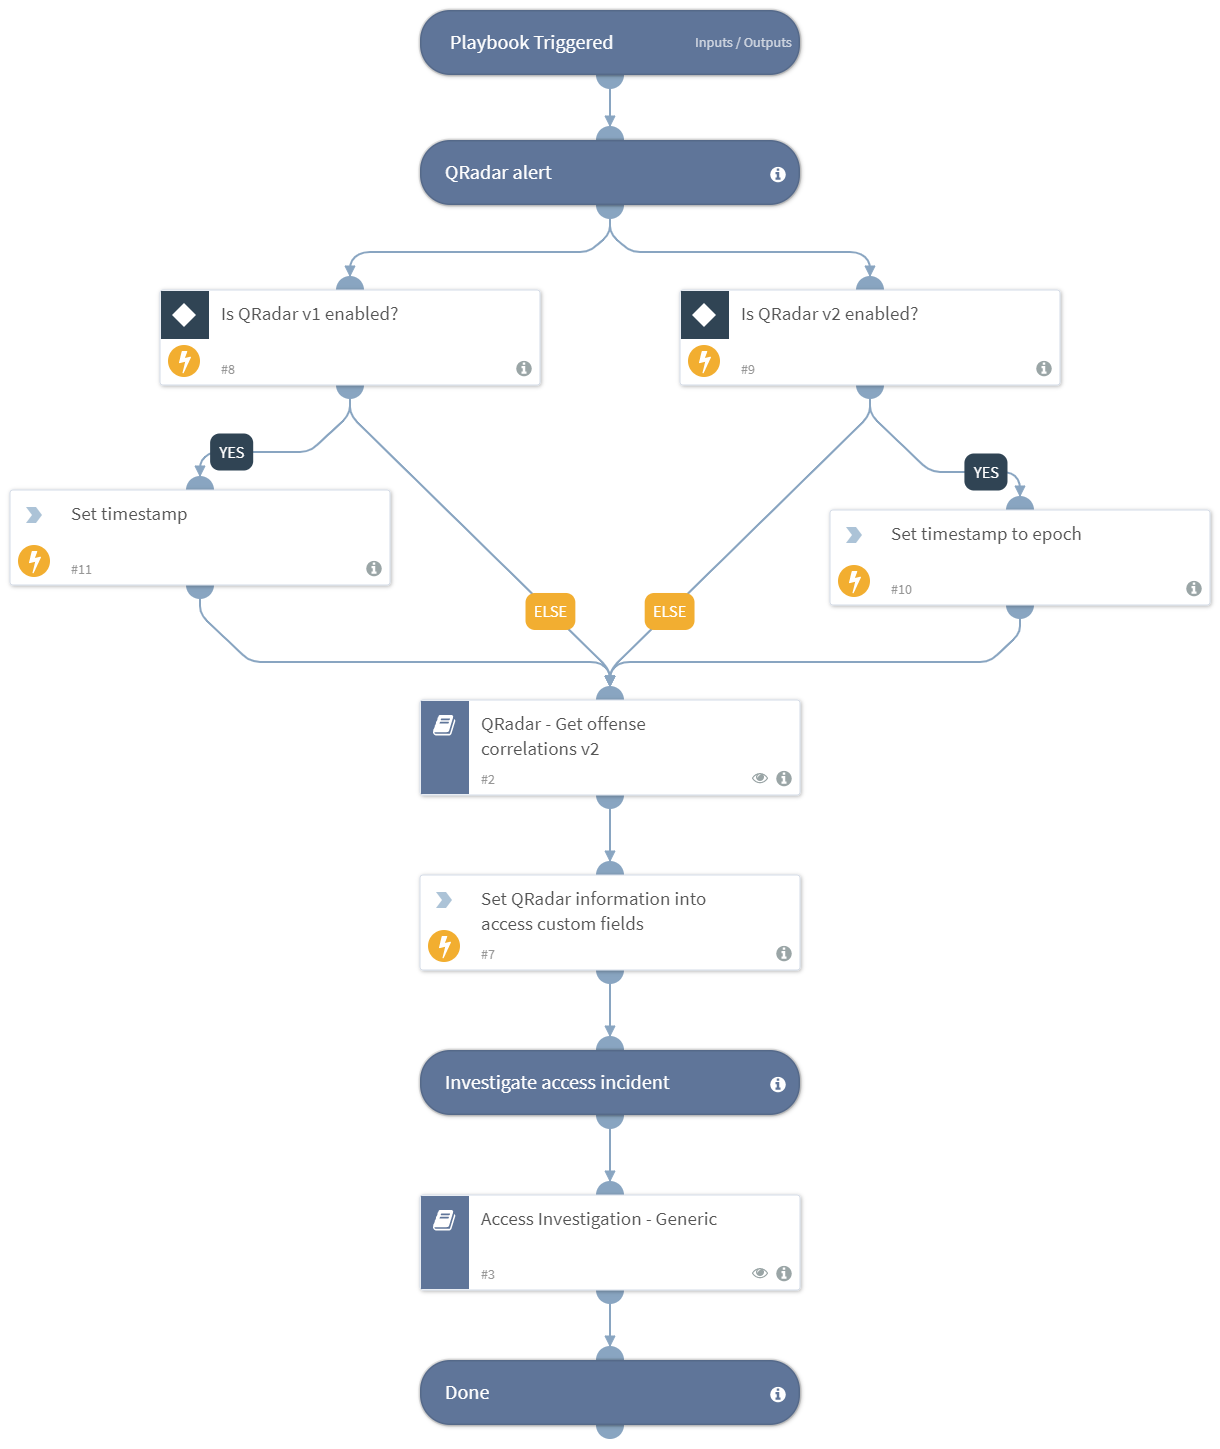 Playbook Triggered
Inputs / Outputs
QRadar alert
Is QRadar v1 enabled?
#8
Is QRadar v2 enabled?
#9
YES
YES
Set timestamp
#11
Set timestamp to epoch
#10
ELSE
ELSE
QRadar - Get offense
correlations v2
#2
Set QRadar information into
access custom fields
#7
Investigate access incident
Access Investigation - Generic
#3
Done